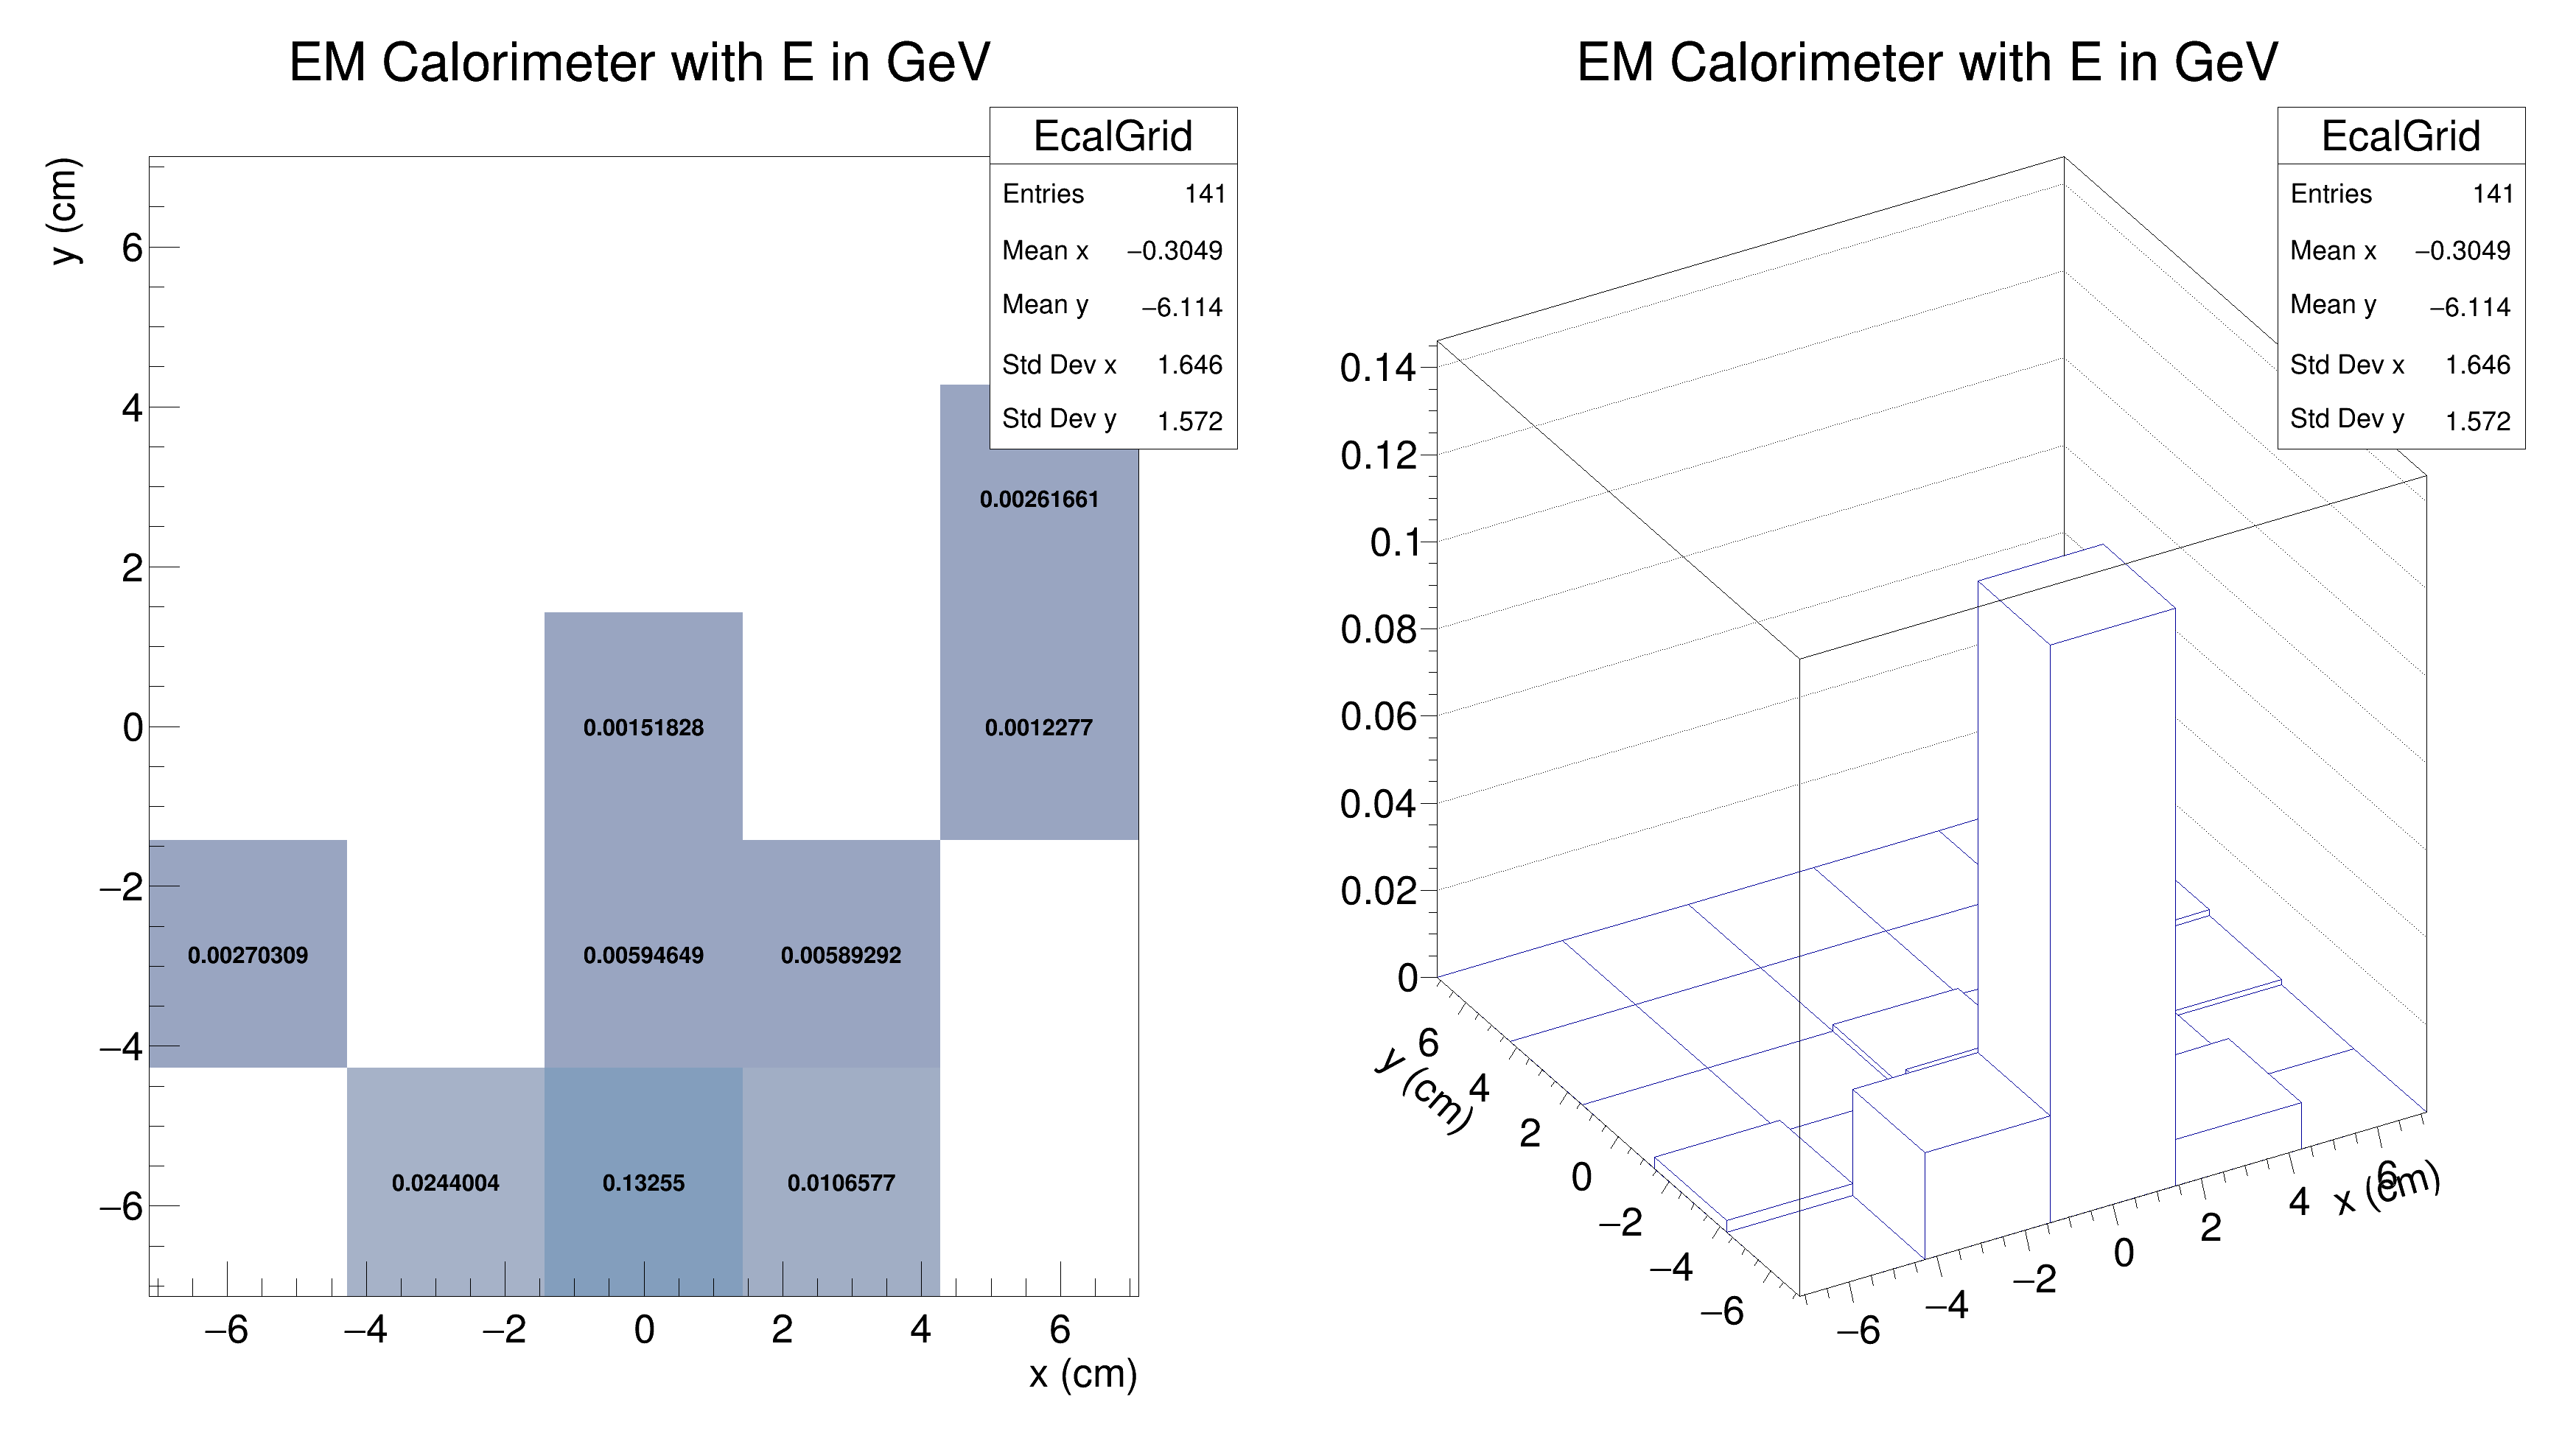 EM Calorimeter with E in GeV
EcalGrid
Entries 141
Mean x −0.3049
Mean y −6.114
Std Dev x 1.646
Std Dev y 1.572
y (cm)
6
4
2
0
−2
−4
−6
0.00261661
0.00151828 0.0012277
0.00270309 0.00594649 0.00589292
0.0244004 0.13255 0.0106577
−6 −4 −2 0 2 4 6
x (cm)
EM Calorimeter with E in GeV
EcalGrid
Entries 141
Mean x −0.3049
Mean y −6.114
Std Dev x 1.646
Std Dev y 1.572
0.14
0.12
0.1
0.08
0.06
0.04
0.02
0
y (cm)
6
4
2
0
−2
−4
−6
−6 −4 −2 0 2 4 6
x (cm)